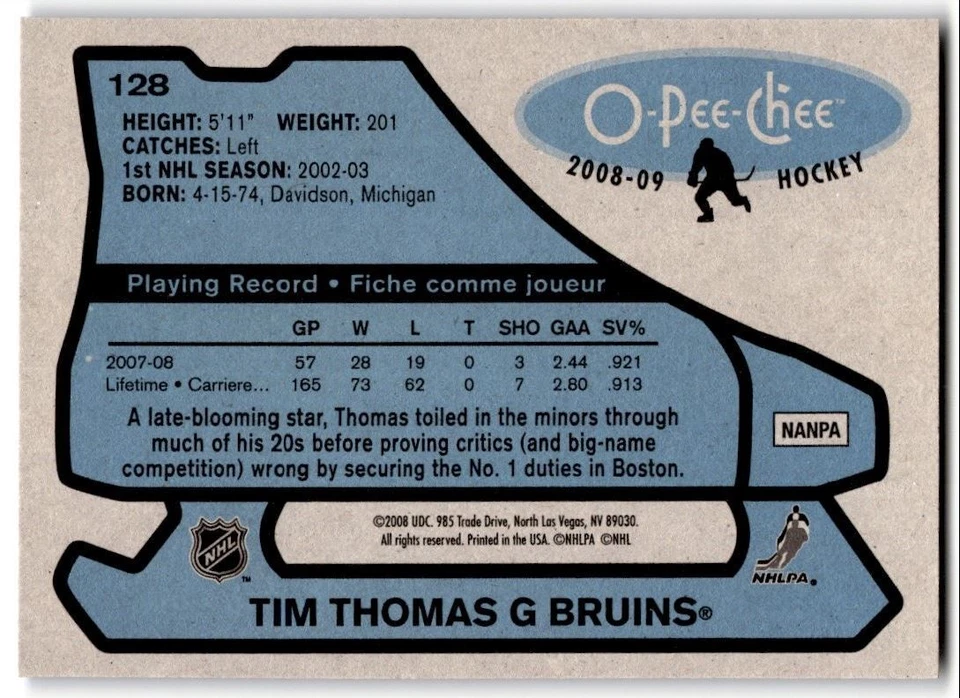 128
HEIGHT: 5'11" WEIGHT: 201
CATCHES: Left
1st NHL SEASON: 2002-03
BORN: 4-15-74, Davidson, Michigan
O-Pee-Chee™
2008-09 HOCKEY
Playing Record • Fiche comme joueur
GP W L T SHO GAA SV%
2007-08 57 28 19 0 3 2.44 .921
Lifetime • Carriere... 165 73 62 0 7 2.80 .913
A late-blooming star, Thomas toiled in the minors through
much of his 20s before proving critics (and big-name
competition) wrong by securing the No. 1 duties in Boston.
NANPA
©2008 UDC. 985 Trade Drive, North Las Vegas, NV 89030.
All rights reserved. Printed in the USA. ©NHLPA ©NHL
NHL™
NHLPA®
TIM THOMAS G BRUINS®